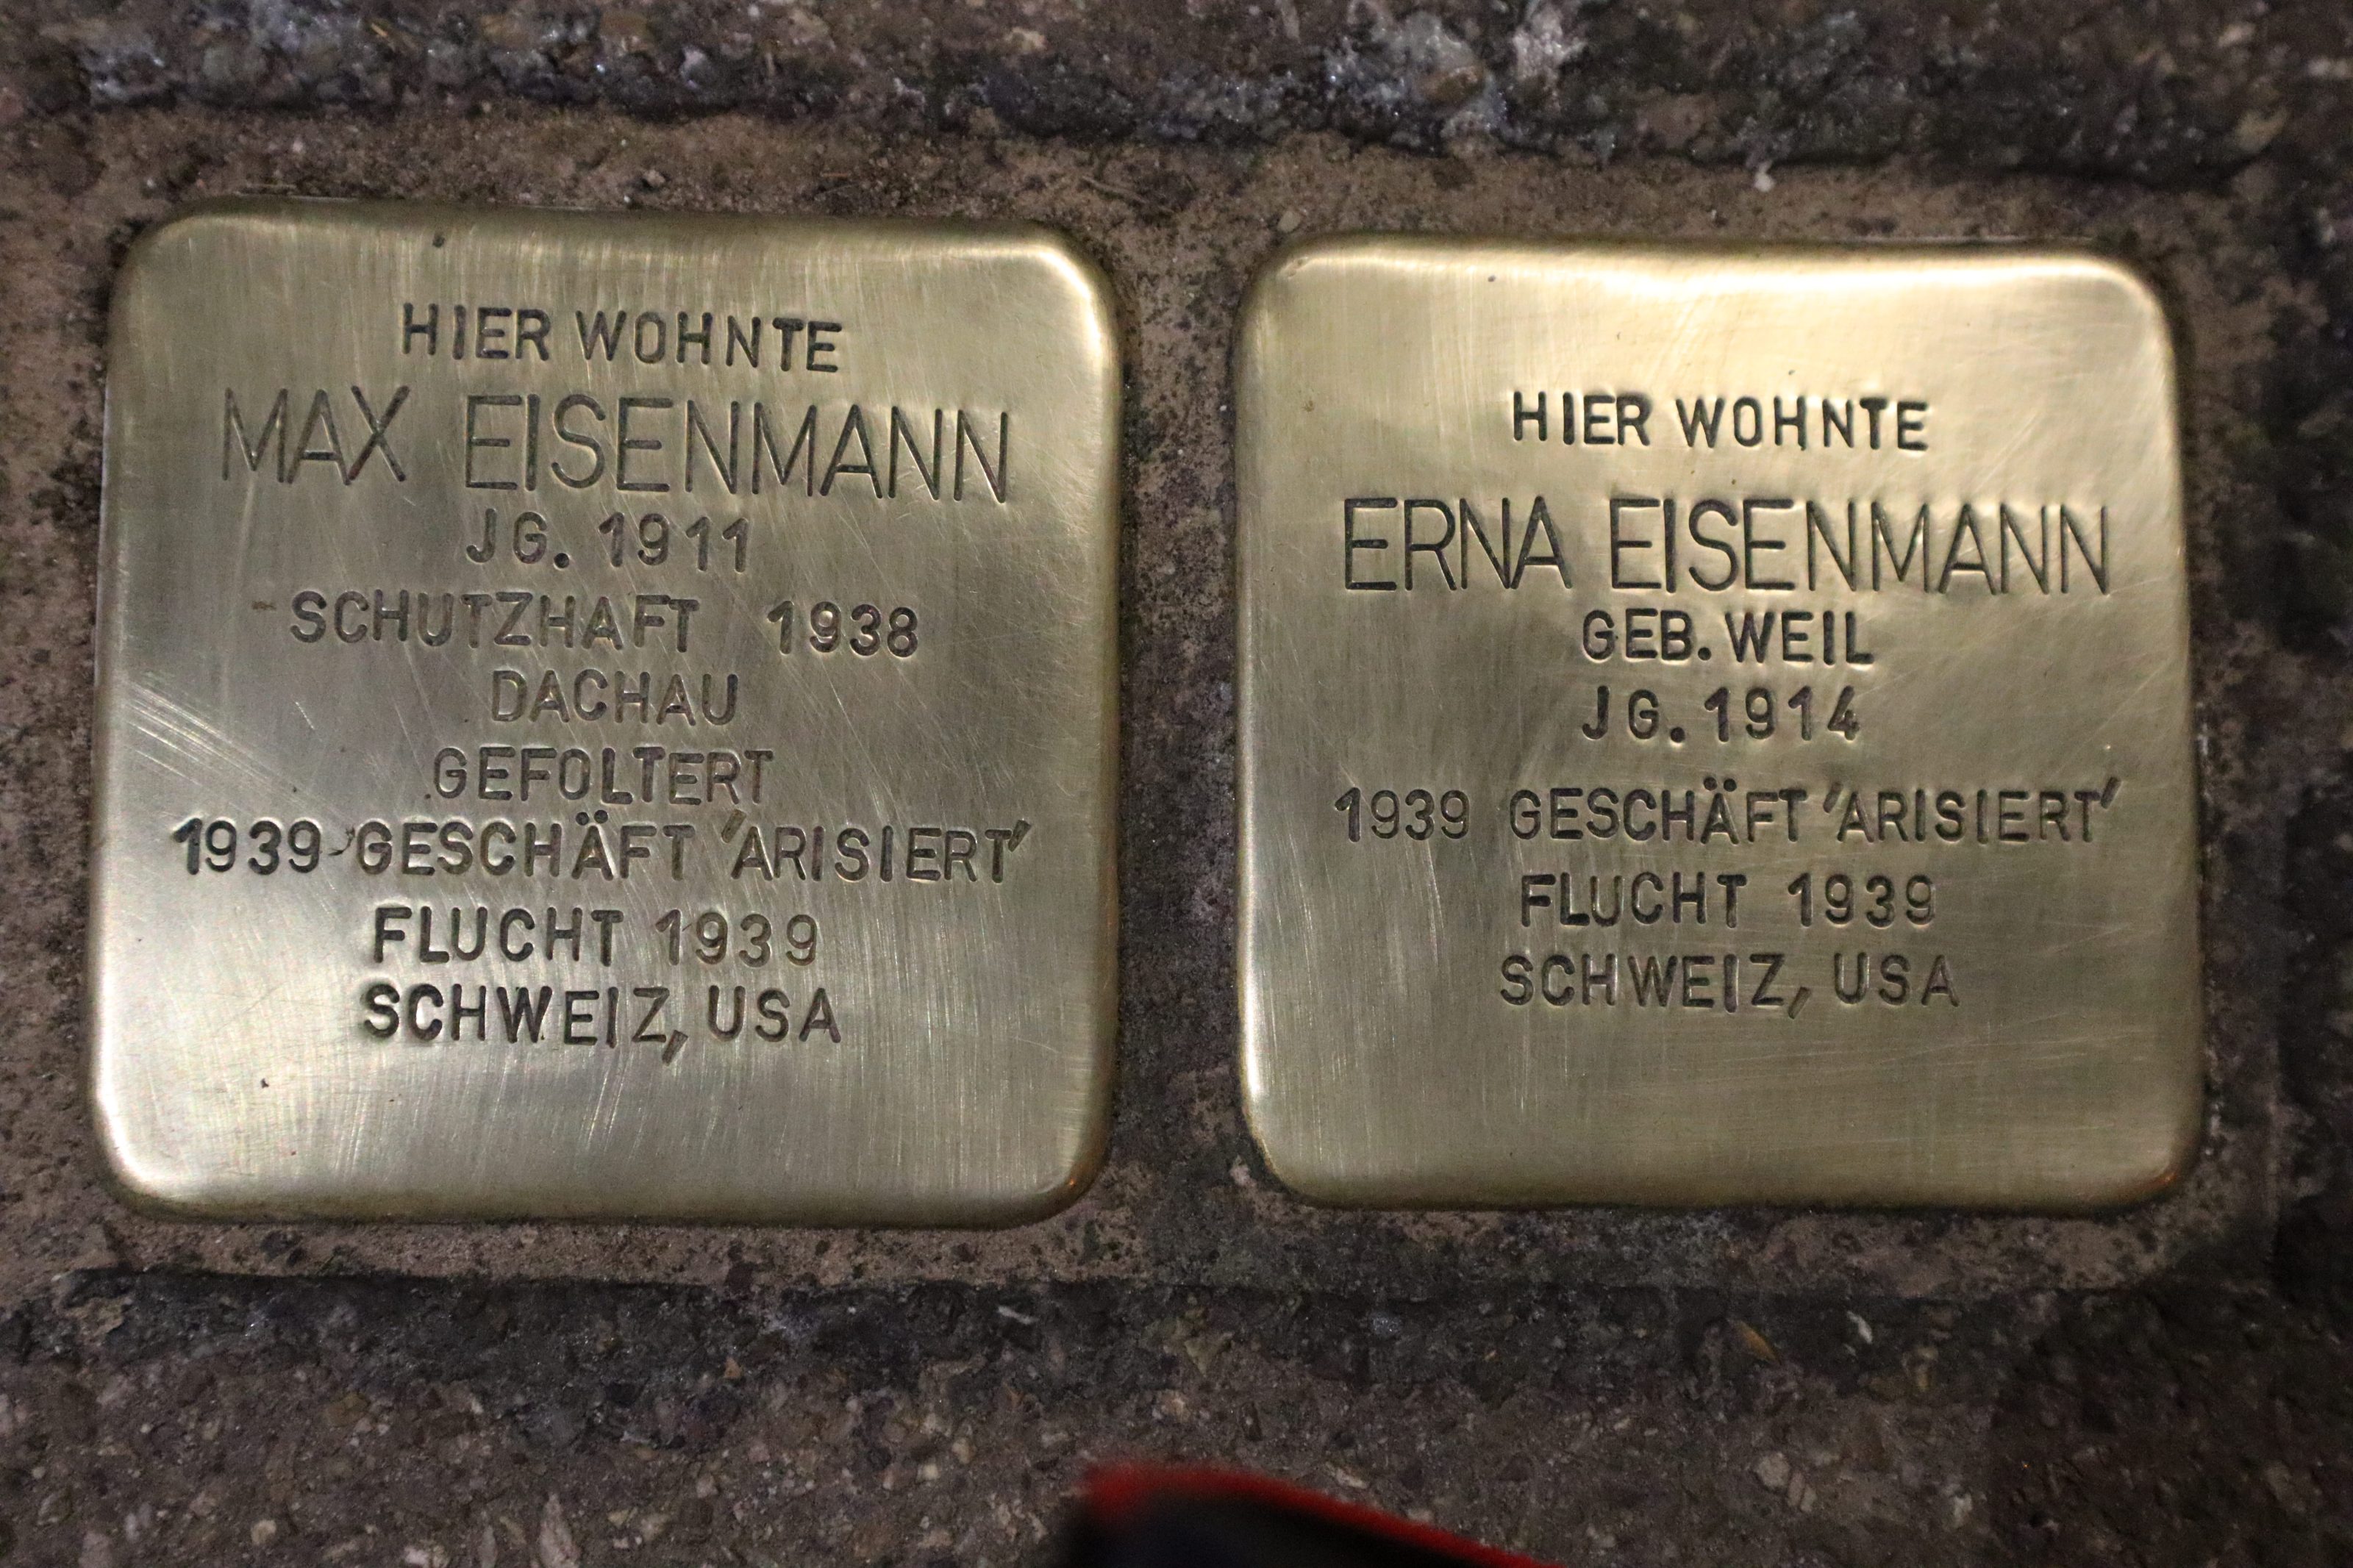 HIER WOHNTE
MAX EISENMANN
JG. 1911
SCHUTZHAFT 1938
DACHAU
GEFOLTERT
1939 GESCHÄFT 'ARISIERT'
FLUCHT 1939
SCHWEIZ, USA
HIER WOHNTE
ERNA EISENMANN
GEB. WEIL
JG. 1914
1939 GESCHÄFT 'ARISIERT'
FLUCHT 1939
SCHWEIZ, USA